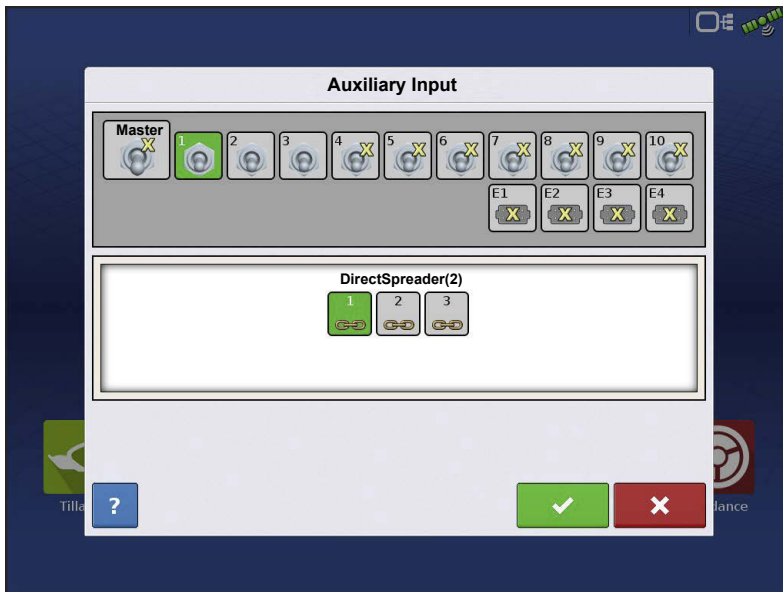 Auxiliary Input
Master 1 2 3 4 5 6 7 8 9 10
X X X X X X X X
E1 E2 E3 E4
X X X X
DirectSpreader(2)
1 2 3
Tilla dance
?